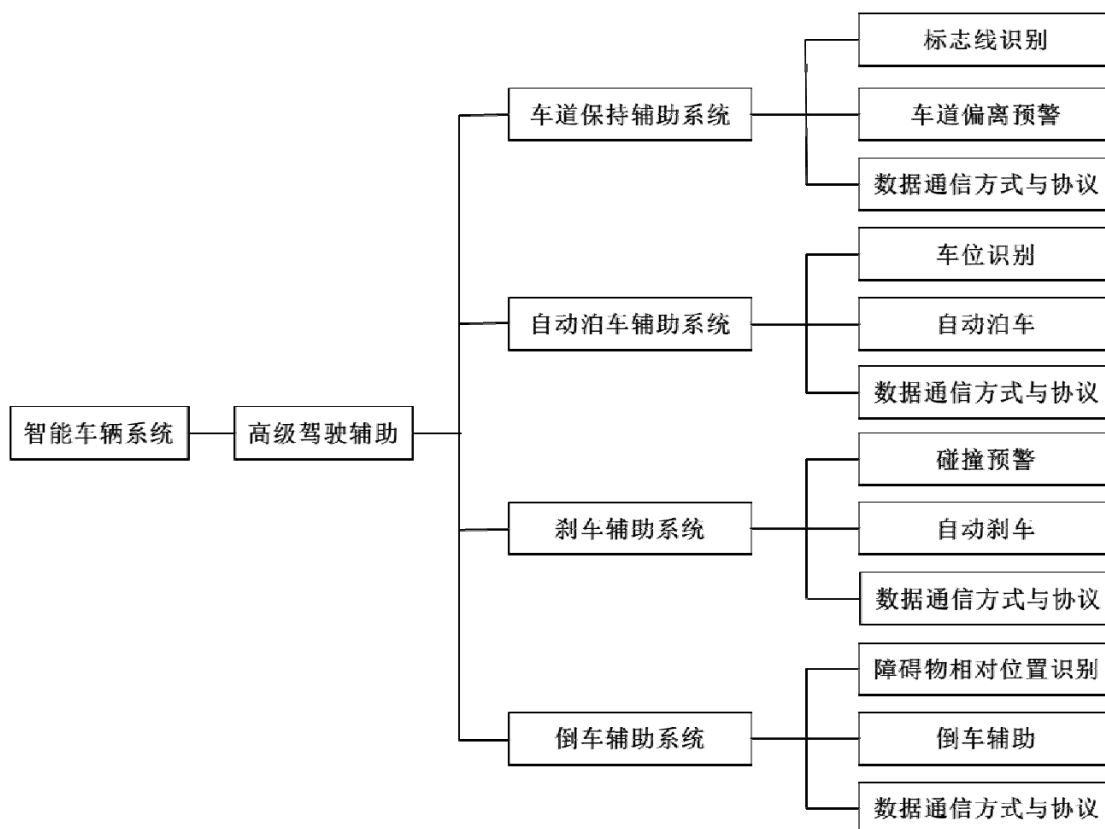 智能车辆系统
高级驾驶辅助
车道保持辅助系统
标志线识别
车道偏离预警
数据通信方式与协议
自动泊车辅助系统
车位识别
自动泊车
数据通信方式与协议
刹车辅助系统
碰撞预警
自动刹车
数据通信方式与协议
倒车辅助系统
障碍物相对位置识别
倒车辅助
数据通信方式与协议